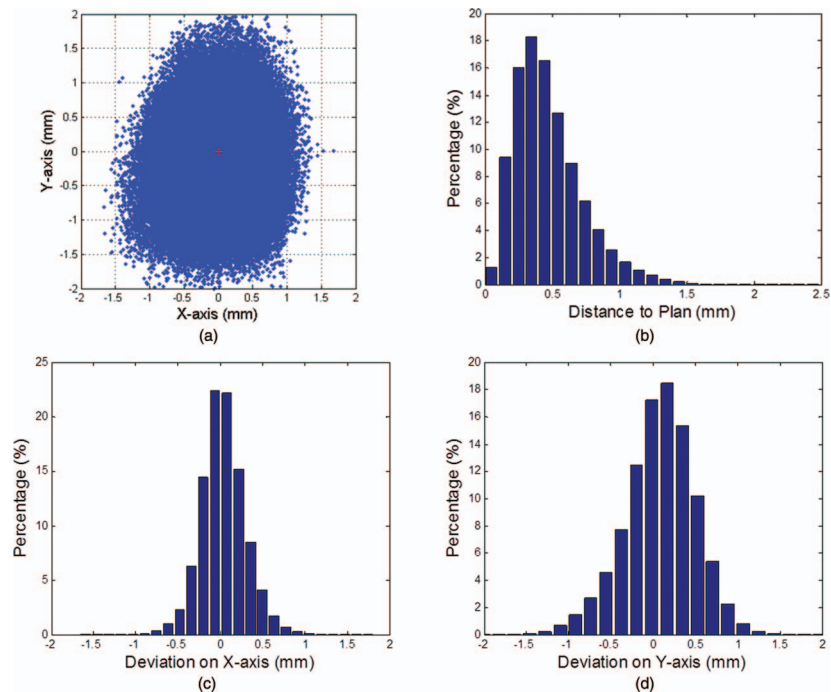 2
1.5
1
0.5
0
-0.5
-1
-1.5
-2
Y-axis (mm)
-2 -1.5 -1 -0.5 0 0.5 1 1.5 2
X-axis (mm)
(a)
20
18
16
14
12
10
8
6
4
2
0
Percentage (%)
0 0.5 1 1.5 2 2.5
Distance to Plan (mm)
(b)
25
20
15
10
5
0
Percentage (%)
-2 -1.5 -1 -0.5 0 0.5 1 1.5 2
Deviation on X-axis (mm)
(c)
20
18
16
14
12
10
8
6
4
2
0
Percentage (%)
-2 -1.5 -1 -0.5 0 0.5 1 1.5 2
Deviation on Y-axis (mm)
(d)